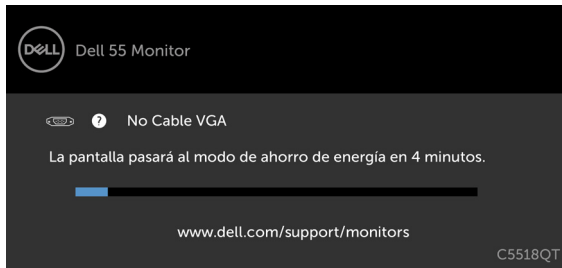 DELL Dell 55 Monitor
? No Cable VGA
La pantalla pasará al modo de ahorro de energía en 4 minutos.
www.dell.com/support/monitors
C5518QT